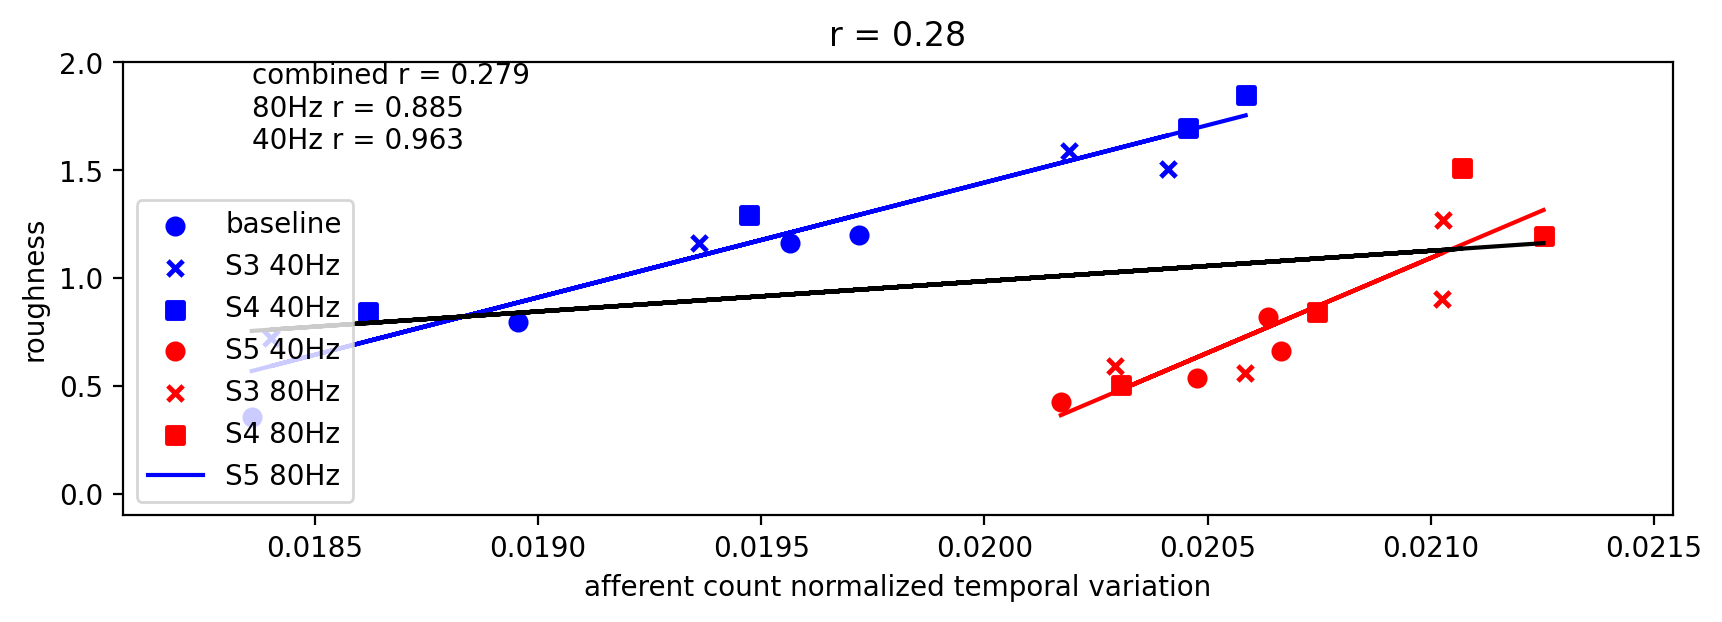 r = 0.28
combined r = 0.279
80Hz r = 0.885
40Hz r = 0.963
2.0
1.5
1.0
0.5
0.0
roughness
baseline
S3 40Hz
S4 40Hz
S5 40Hz
S3 80Hz
S4 80Hz
S5 80Hz
0.0185 0.0190 0.0195 0.0200 0.0205 0.0210 0.0215
afferent count normalized temporal variation